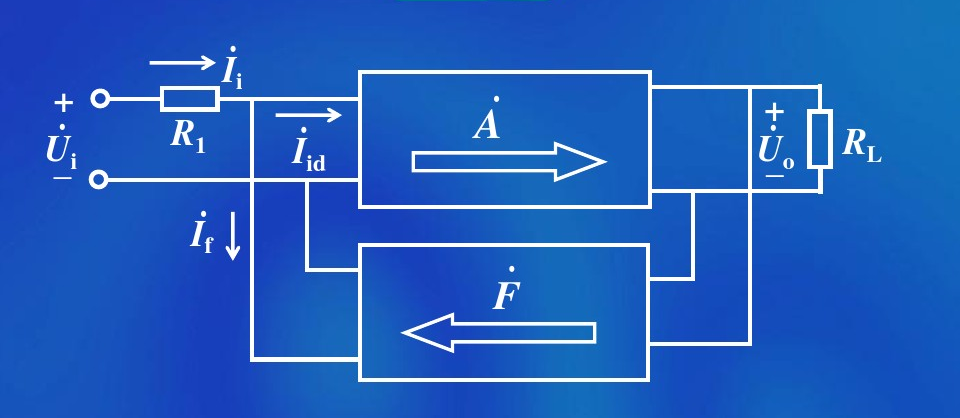 İi
+
U̇i
−
R1
İid
Ȧ
+
U̇o
−
RL
İf
Ḟ